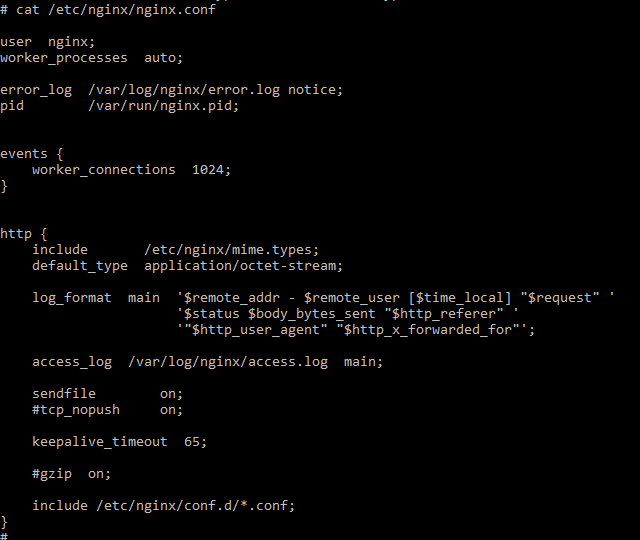 # cat /etc/nginx/nginx.conf
user  nginx;
worker_processes  auto;
error_log  /var/log/nginx/error.log notice;
pid        /var/run/nginx.pid;
events {
    worker_connections  1024;
}
http {
    include       /etc/nginx/mime.types;
    default_type  application/octet-stream;
    log_format  main  '$remote_addr - $remote_user [$time_local] "$request" '
                      '$status $body_bytes_sent "$http_referer" '
                      '"$http_user_agent" "$http_x_forwarded_for"';
    access_log  /var/log/nginx/access.log  main;
    sendfile        on;
    #tcp_nopush     on;
    keepalive_timeout  65;
    #gzip  on;
    include /etc/nginx/conf.d/*.conf;
}
#